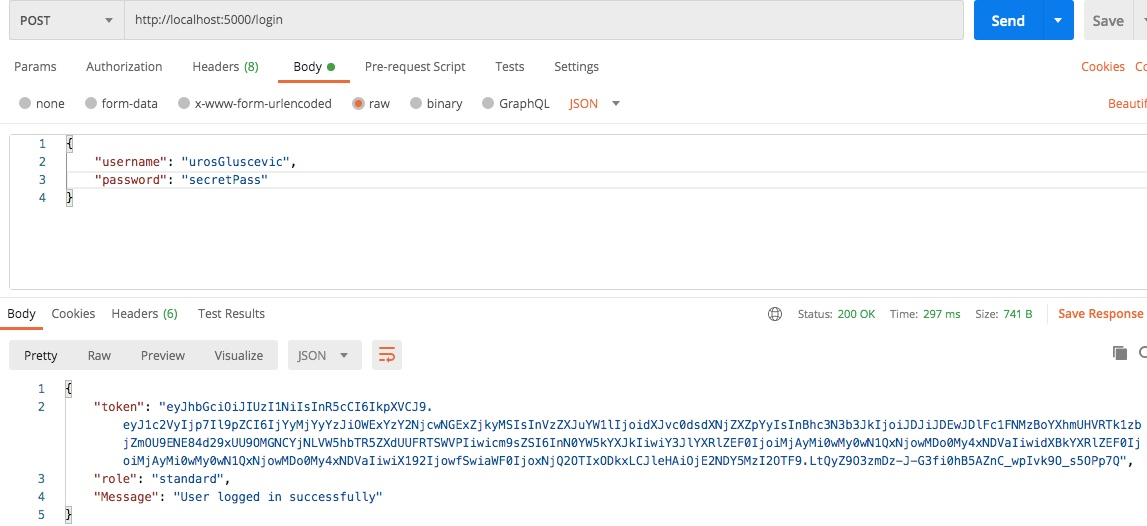 POST
http://localhost:5000/login
Send
Save
Params
Authorization
Headers (8)
Body
Pre-request Script
Tests
Settings
Cookies
none
form-data
x-www-form-urlencoded
raw
binary
GraphQL
JSON
1 {
2 "username": "urosGluscevic",
3 "password": "secretPass"
4 }
Body
Cookies
Headers (6)
Test Results
Status: 200 OK
Time: 297 ms
Size: 741 B
Save Response
Pretty
Raw
Preview
Visualize
JSON
1 {
2 "token": "eyJhbGciOiJIUzI1NiIsInR5cCI6IkpXVCJ9.
3 "role": "standard",
4 "Message": "User logged in successfully"
5 }